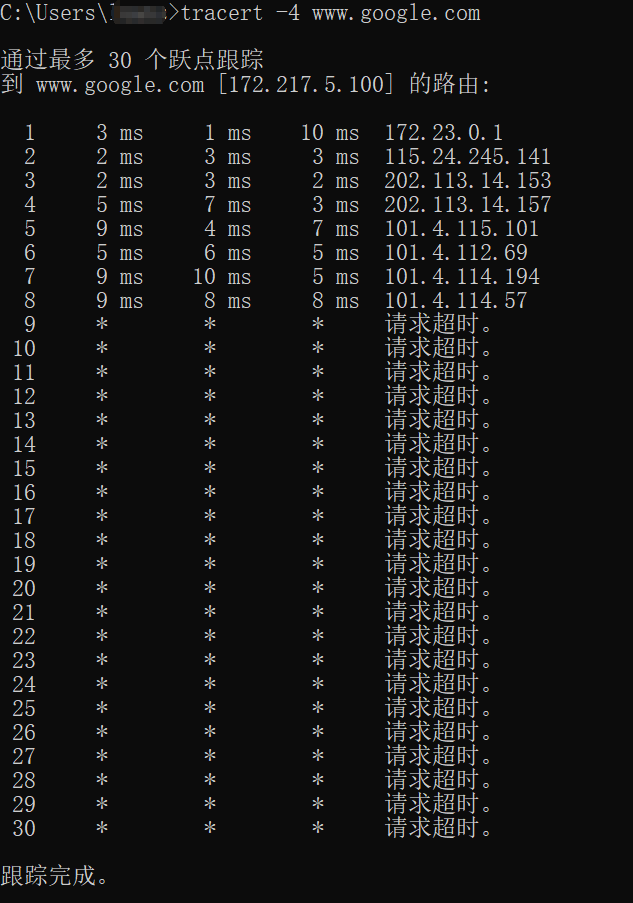 C:\Users\>tracert -4 www.google.com
通过最多 30 个跃点跟踪
到 www.google.com [172.217.5.100] 的路由:
1 3 ms 1 ms 10 ms 172.23.0.1
2 2 ms 3 ms 3 ms 115.24.245.141
3 2 ms 3 ms 2 ms 202.113.14.153
4 5 ms 7 ms 3 ms 202.113.14.157
5 9 ms 4 ms 7 ms 101.4.115.101
6 5 ms 6 ms 5 ms 101.4.112.69
7 9 ms 10 ms 5 ms 101.4.114.194
8 9 ms 8 ms 8 ms 101.4.114.57
9 * * * 请求超时。
10 * * * 请求超时。
11 * * * 请求超时。
12 * * * 请求超时。
13 * * * 请求超时。
14 * * * 请求超时。
15 * * * 请求超时。
16 * * * 请求超时。
17 * * * 请求超时。
18 * * * 请求超时。
19 * * * 请求超时。
20 * * * 请求超时。
21 * * * 请求超时。
22 * * * 请求超时。
23 * * * 请求超时。
24 * * * 请求超时。
25 * * * 请求超时。
26 * * * 请求超时。
27 * * * 请求超时。
28 * * * 请求超时。
29 * * * 请求超时。
30 * * * 请求超时。
跟踪完成。